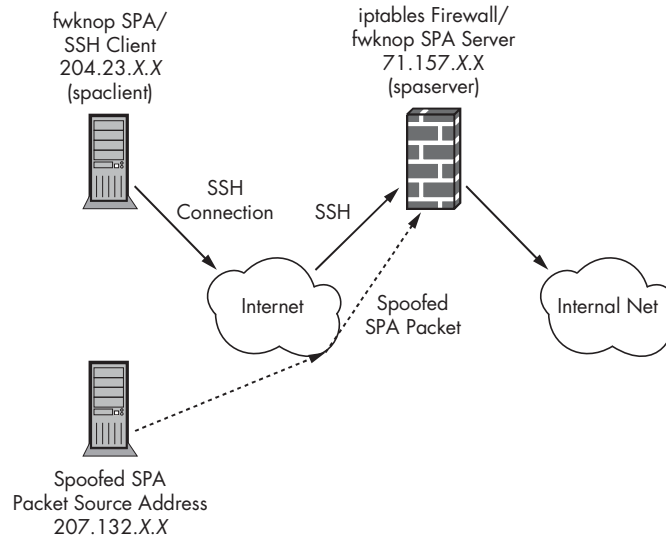 fwknop SPA/
SSH Client
204.23.X.X
(spaclient)
iptables Firewall/
fwknop SPA Server
71.157.X.X
(spaserver)
SSH
Connection
SSH
Internet
Spoofed
SPA Packet
Internal Net
Spoofed SPA
Packet Source Address
207.132.X.X